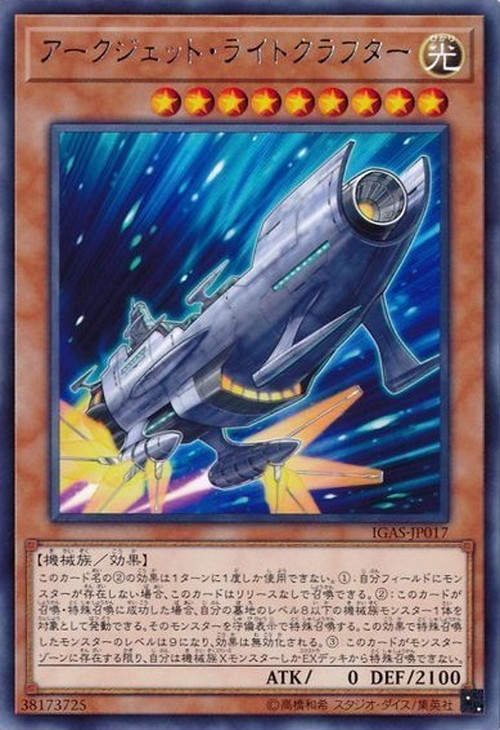 アークジェット・ライトクラフター
光
IGAS-JP017
【機械族／効果】
このカード名の②の効果は1ターンに1度しか使用できない。①：自分フィールドにモン
スターが存在しない場合、このカードはリリースなしで召喚できる。②：このカードが
召喚・特殊召喚に成功した場合、自分の墓地のレベル8以下の機械族モンスター1体を
対象として発動できる。そのモンスターを守備表示で特殊召喚する。この効果で特殊召喚
したモンスターのレベルは9になり、効果は無効化される。③：このカードがモンスター
ゾーンに存在する限り、自分は機械族XモンスターしかEXデッキから特殊召喚できない。
ATK/ 0 DEF/2100
38173725
©高橋和希 スタジオ・ダイス/集英社